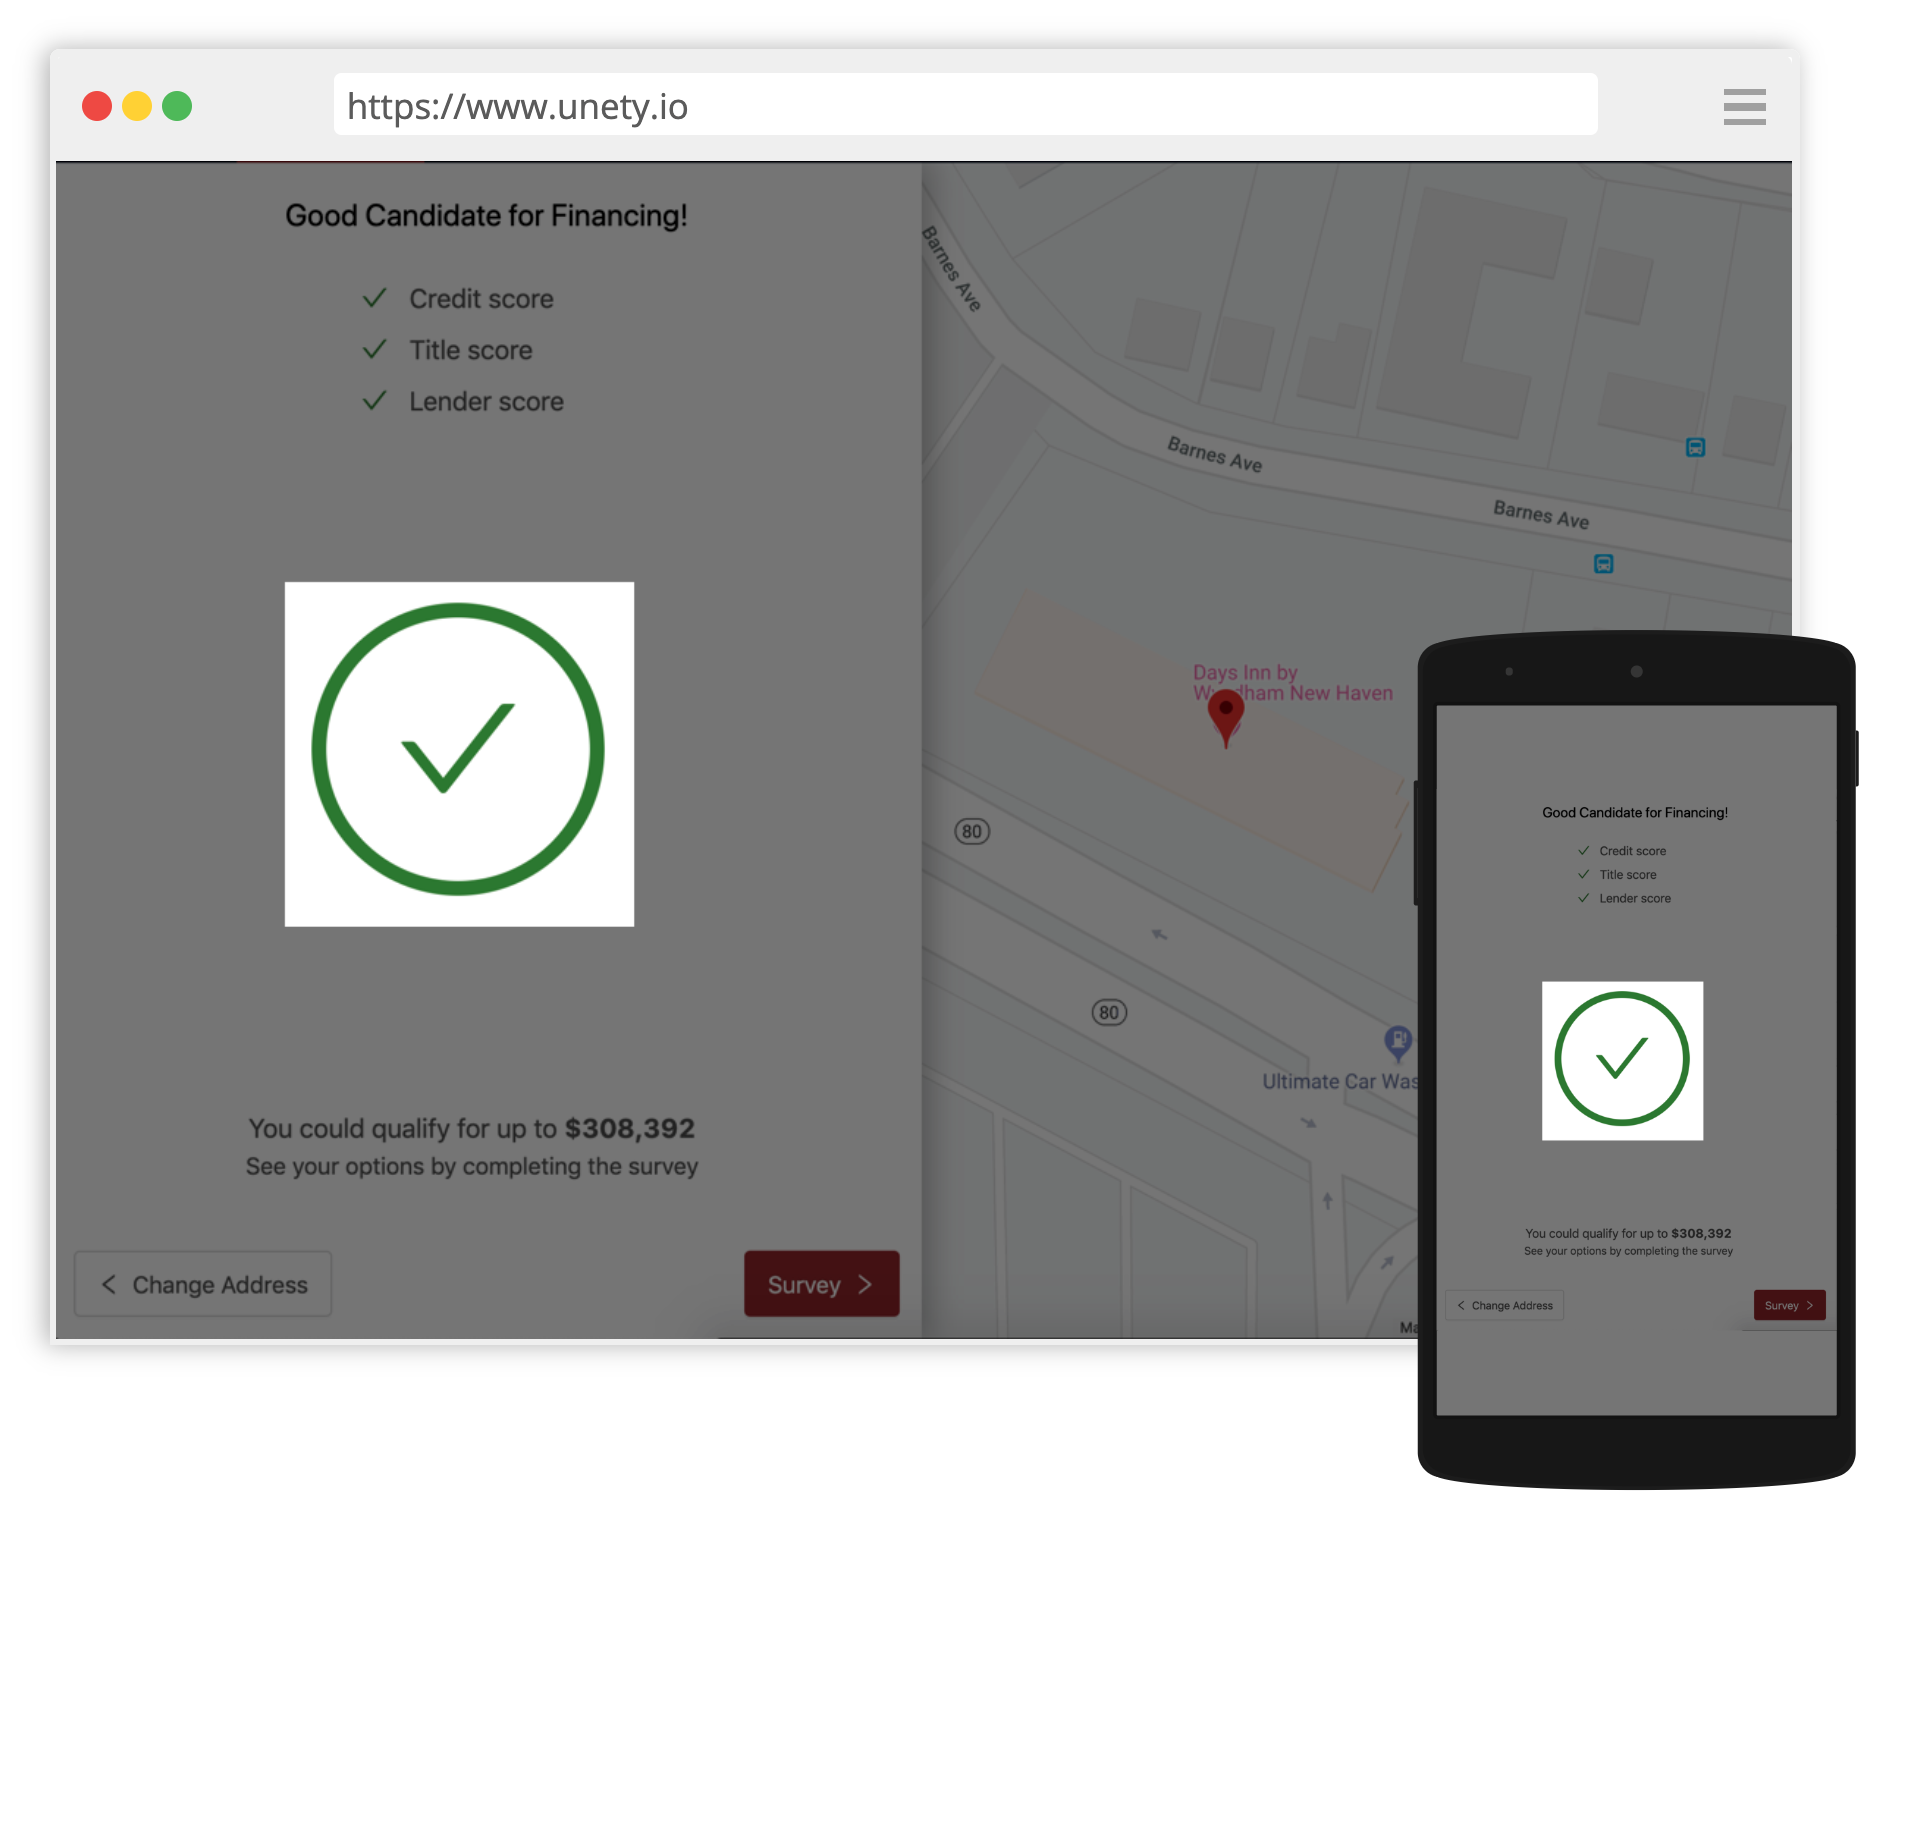 https://www.unety.io
Good Candidate for Financing!
Credit score
Title score
Lender score
You could qualify for up to $308,392
See your options by completing the survey
Change Address
Survey
Barnes Ave
Barnes Ave
Barnes Ave
Days Inn by
Wyndham New Haven
80
80
Ultimate Car Was
Ma
Good Candidate for Financing!
Credit score
Title score
Lender score
You could qualify for up to $308,392
See your options by completing the survey
Change Address
Survey